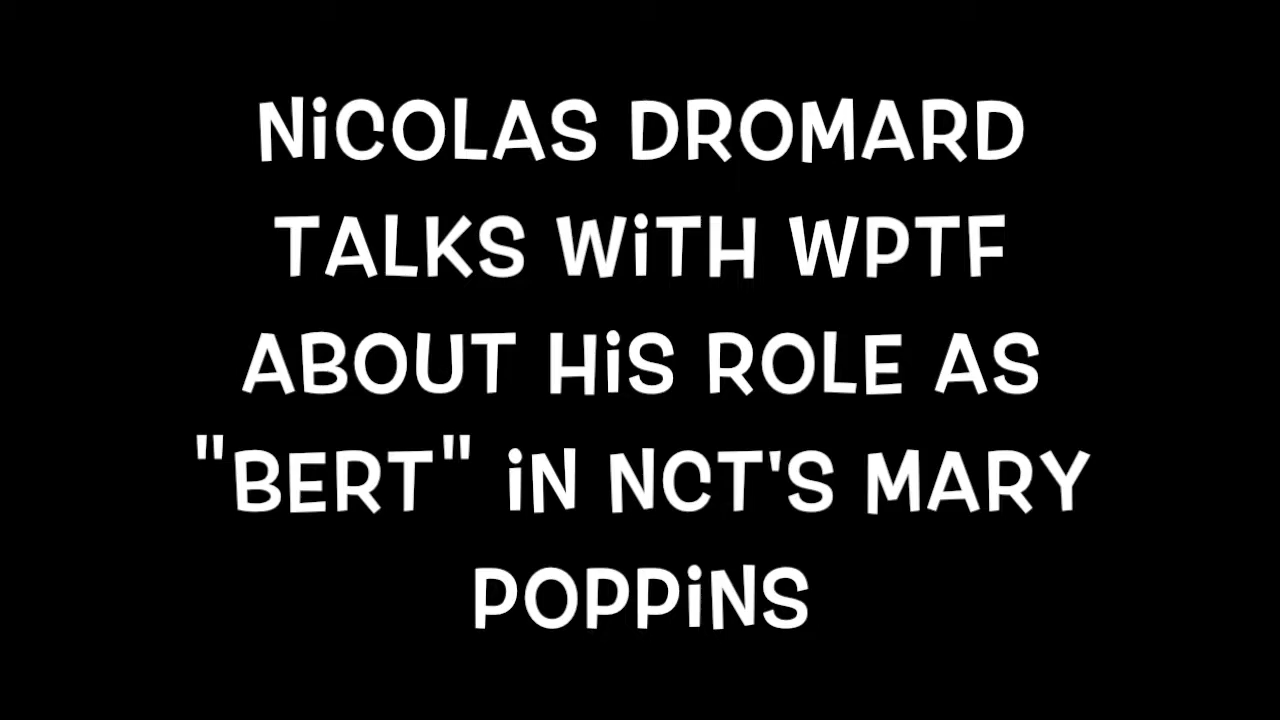 NiCOLAS DROMARD
TALKS WiTH WPTF
ABOUT HiS ROLE AS
"BERT" iN NCT'S MARY
POPPiNS